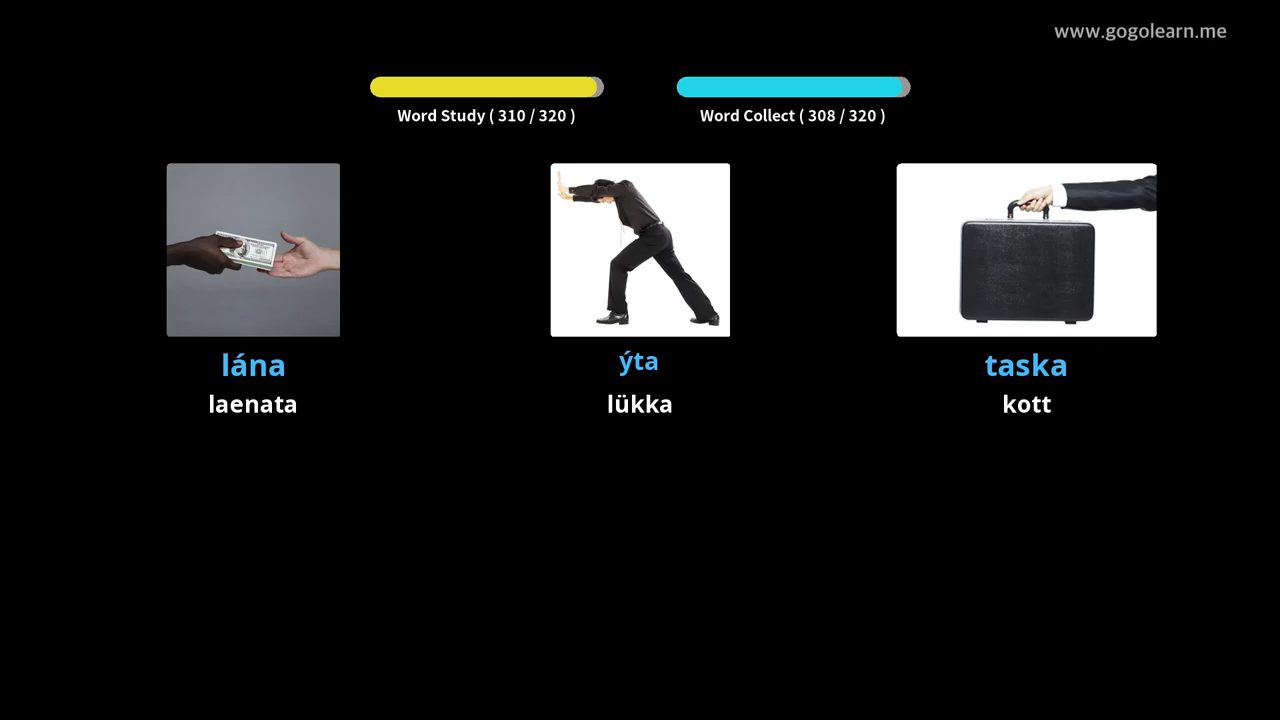 www.gogolearn.me
Word Study ( 310 / 320 )
Word Collect ( 308 / 320 )
lána
ýta
taska
laenata
lükka
kott